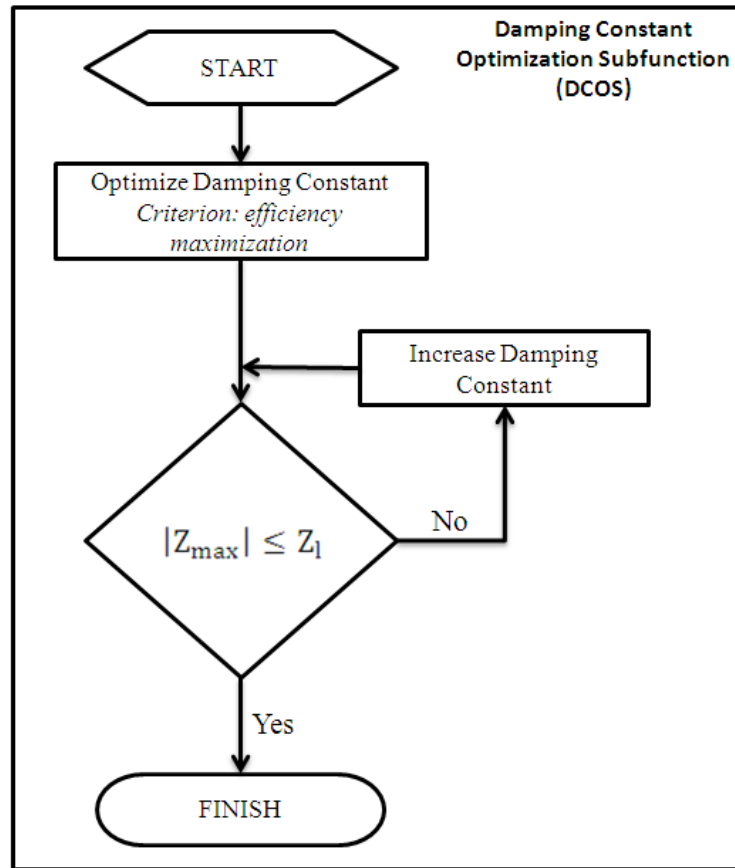 Damping Constant
Optimization Subfunction
(DCOS)
START
Optimize Damping Constant
Criterion: efficiency
maximization
Increase Damping
Constant
|Zmax| ≤ Zl
No
Yes
FINISH